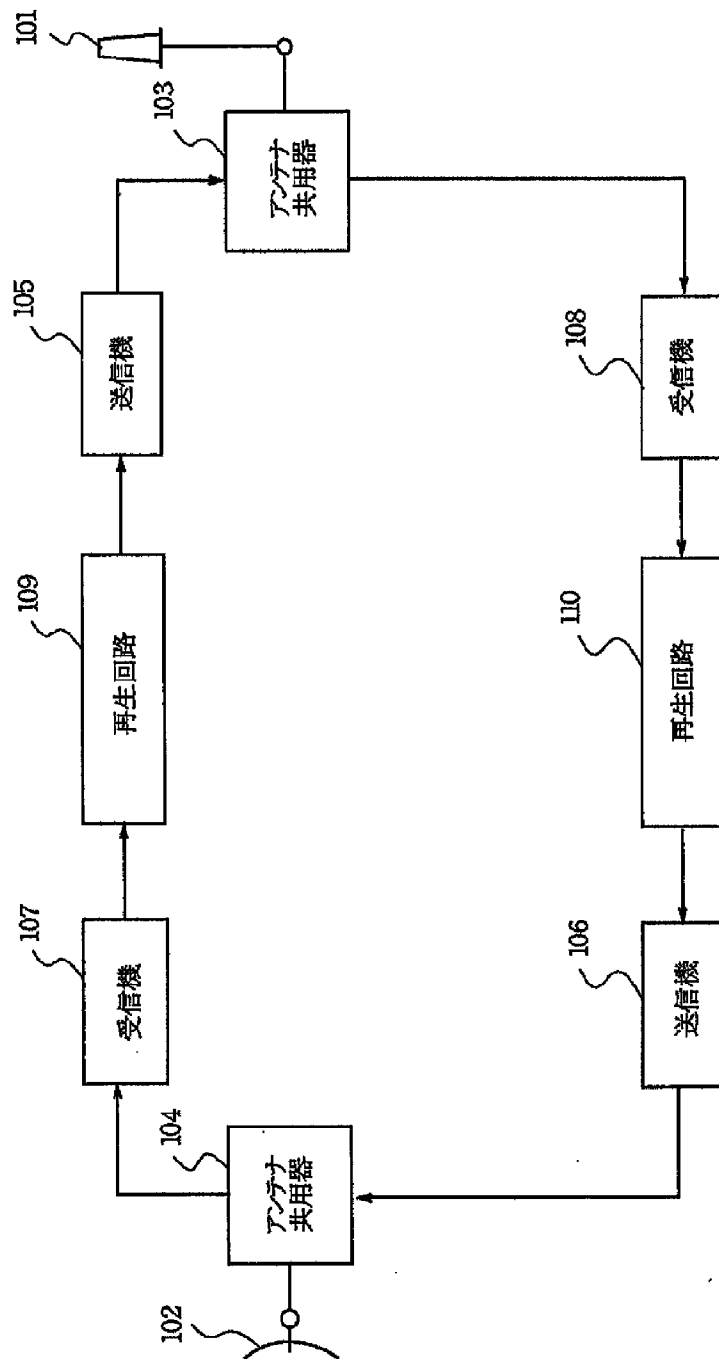 102
104
アンテナ
共用器
107
受信機
109
再生回路
105
送信機
103
アンテナ
共用器
101
106
送信機
110
再生回路
108
受信機